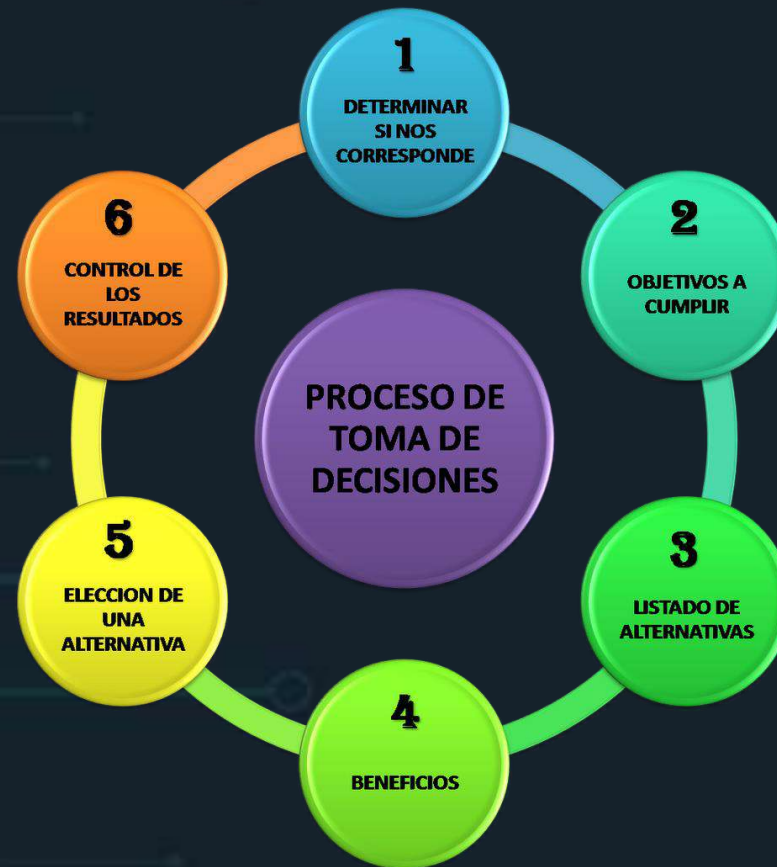 1
DETERMINAR
SI NOS
CORRESPONDE
2
OBJETIVOS A
CUMPLIR
3
LISTADO DE
ALTERNATIVAS
4
BENEFICIOS
5
ELECCION DE
UNA
ALTERNATIVA
6
CONTROL DE
LOS
RESULTADOS
PROCESO DE
TOMA DE
DECISIONES